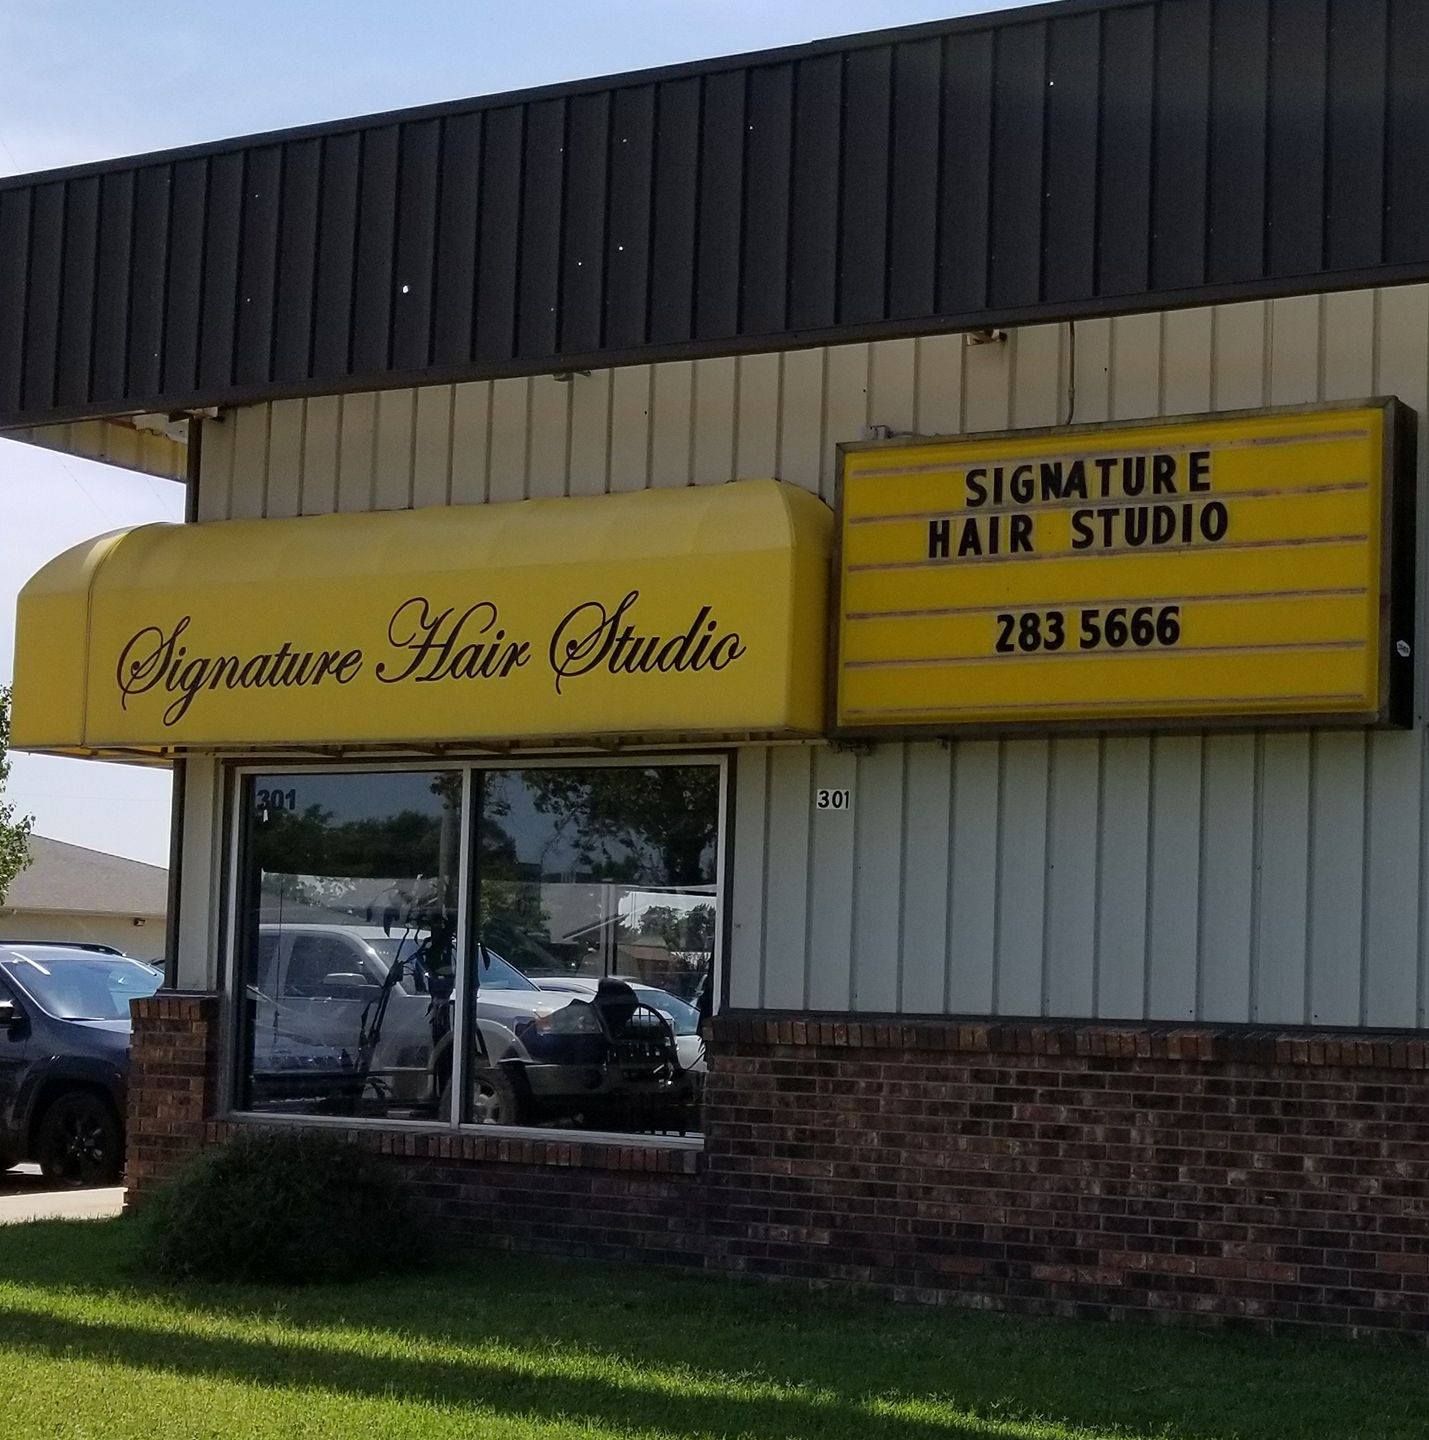 Signature Hair Studio
SIGNATURE
HAIR STUDIO
283 5666
301
301